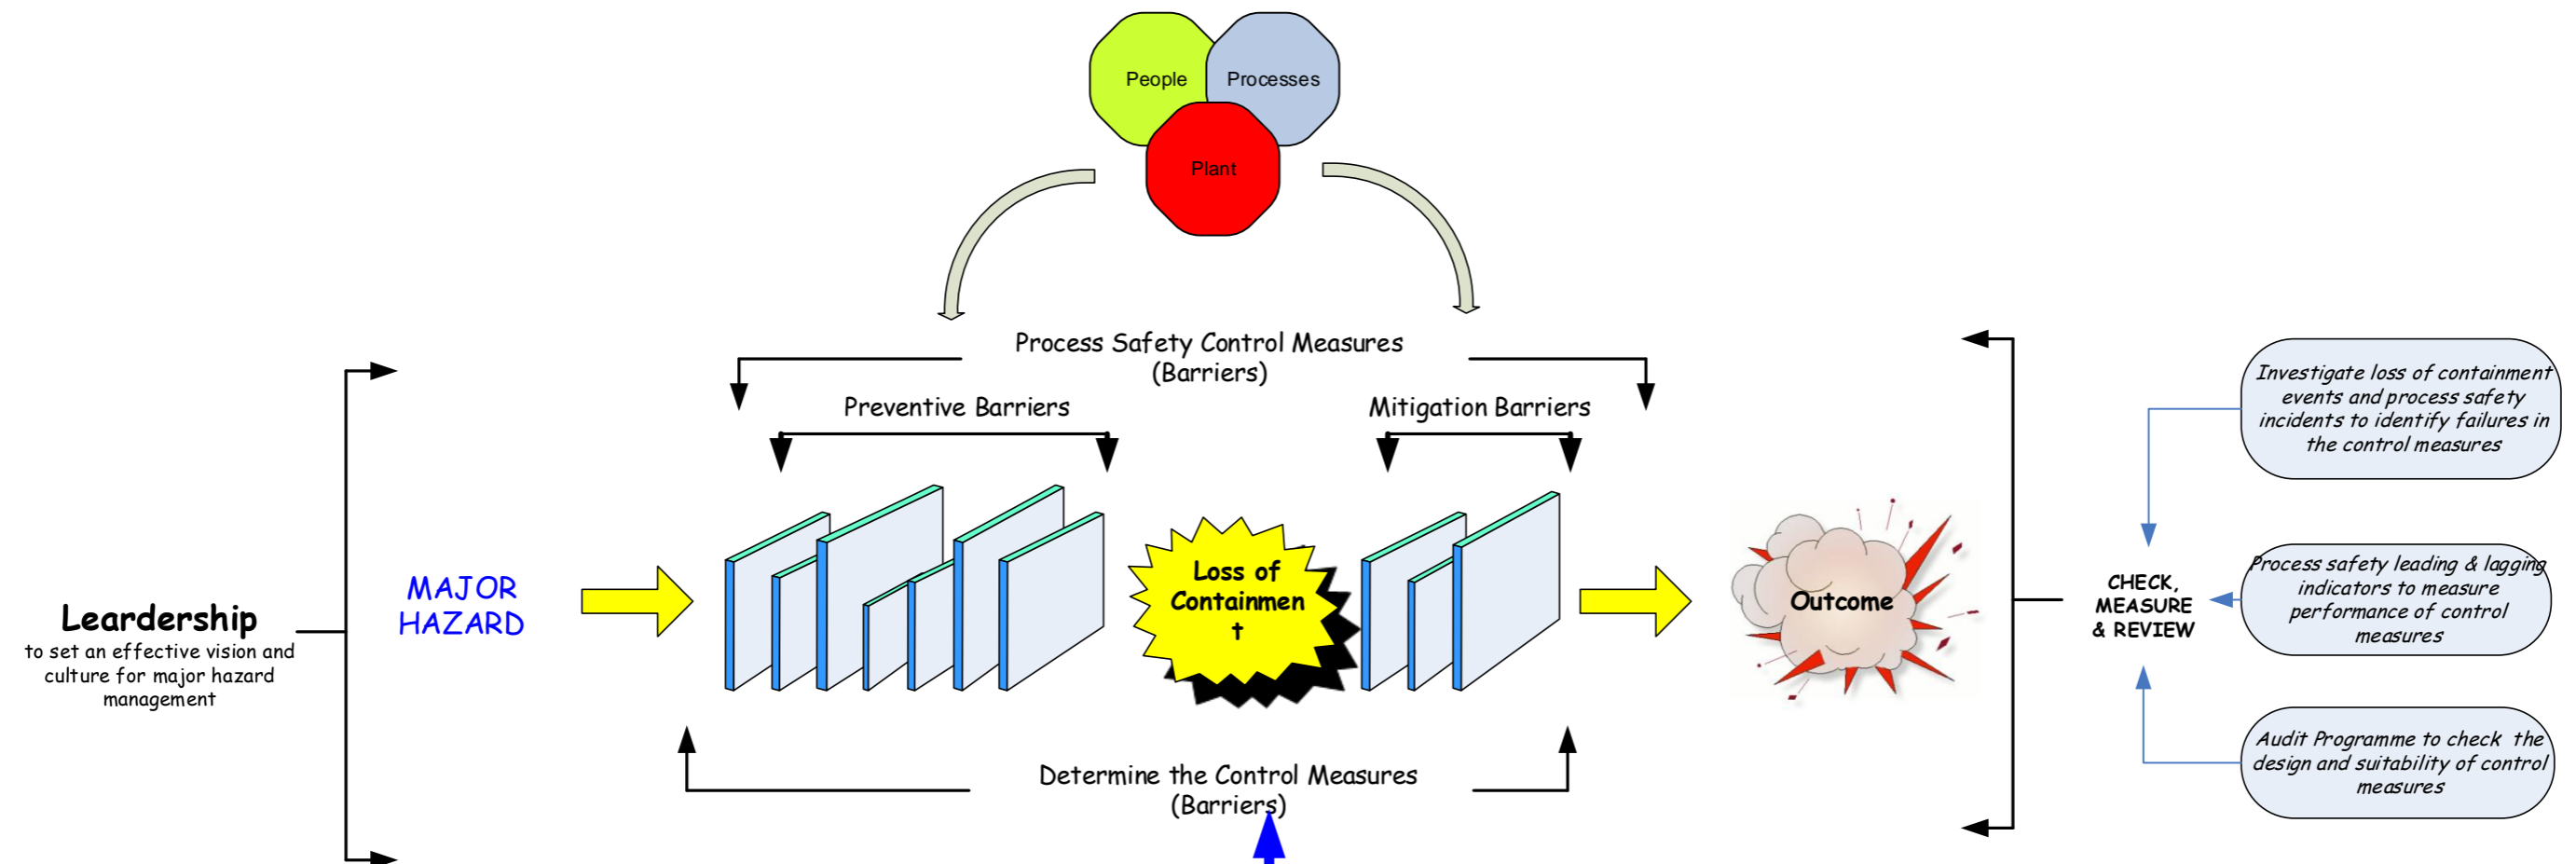 People
Processes
Plant
Process Safety Control Measures
(Barriers)
Preventive Barriers
Mitigation Barriers
Leardership
to set an effective vision and
culture for major hazard
management
MAJOR
HAZARD
Loss of
Containmen
t
Outcome
Determine the Control Measures
(Barriers)
CHECK,
MEASURE
& REVIEW
Investigate loss of containment
events and process safety
incidents to identify failures in
the control measures
Process safety leading & lagging
indicators to measure
performance of control
measures
Audit Programme to check the
design and suitability of control
measures